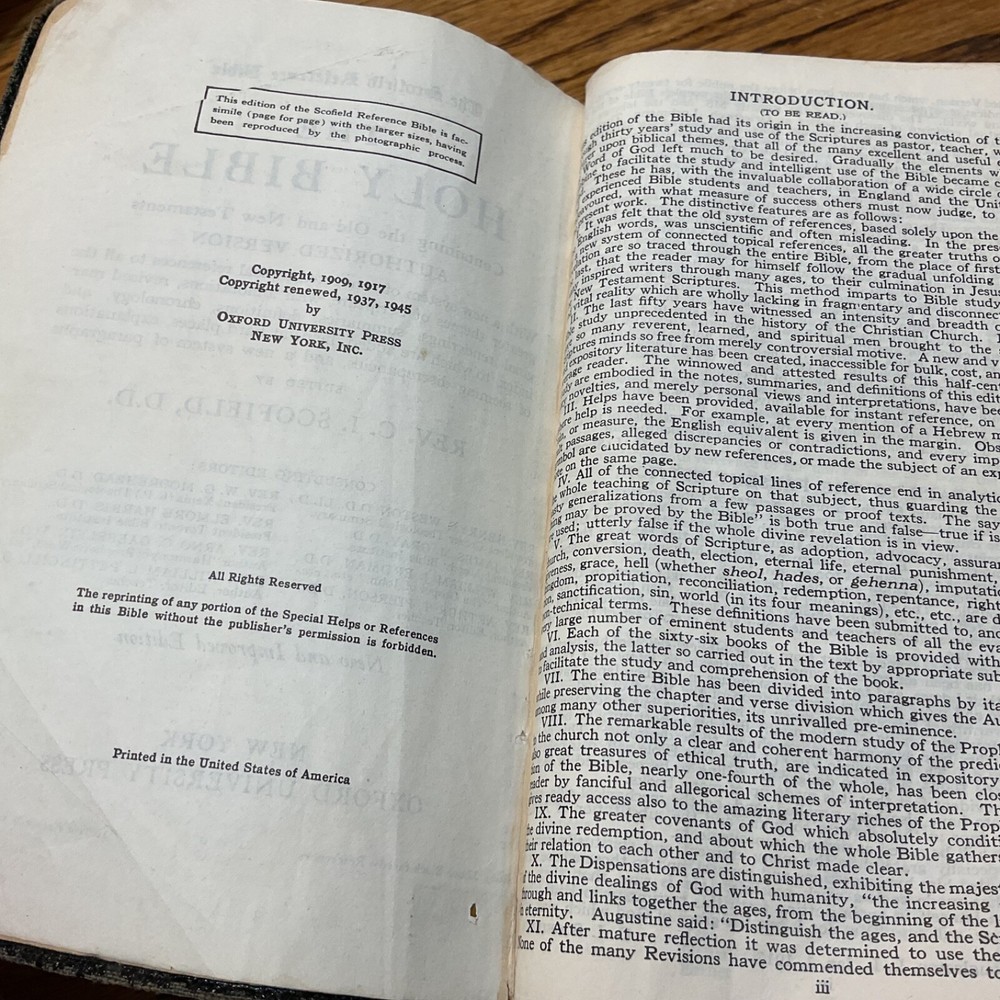 This edition of the Scofield Reference Bible is fac-
simile (page for page) with the larger sizes, having
been reproduced by the photographic process.
Copyright, 1909, 1917
Copyright renewed, 1937, 1945
by
OXFORD UNIVERSITY PRESS
NEW YORK, INC.
All Rights Reserved
The reprinting of any portion of the Special Helps or References
in this Bible without the publisher's permission is forbidden.
Printed in the United States of America
INTRODUCTION.
(TO BE READ.)
edition of the Bible had its origin in the increasing conviction of
thirty years' study and use of the Scriptures as pastor, teacher,
upon biblical themes, that all of the many excellent and useful
Word of God left much to be desired. Gradually the elements
to facilitate the study and intelligent use of the Bible became
These he has, with the invaluable collaboration of a wide circle
experienced Bible students and teachers, in England and the
with what measure of success others must now judge, to
present work. The distinctive features are as follows:
It was felt that the old system of references, based solely upon the
English words, was unscientific and often misleading. In the
new system of connected topical references, all the greater truths of
are so traced through the entire Bible, from the place of first
last, that the reader may for himself follow the gradual unfolding
inspired writers through many ages, to their culmination in Jesus
New Testament Scriptures. This method imparts to Bible study
vital reality which are wholly lacking in fragmentary and
II. The last fifty years have witnessed an intensity and breadth
study unprecedented in the history of the Christian Church.
so many reverent, learned, and spiritual men brought to the
minds so free from merely controversial motive. A new and
expository literature has been created, inaccessible for bulk, cost, and
reader. The winnowed and attested results of this half-
are embodied in the notes, summaries, and definitions of this
novelties, and merely personal views and interpretations, have
III. Helps have been provided, available for instant reference, on
help is needed. For example, at every mention of a Hebrew
or measure, the English equivalent is given in the margin.
passages, alleged discrepancies or contradictions, and every
are elucidated by new references, or made the subject of an
on the same page.
IV. All of the connected topical lines of reference end in
whole teaching of Scripture on that subject, thus guarding the
generalizations from a few passages or proof texts. The
may be proved by the Bible" is both true and false—true if
used; utterly false if the whole divine revelation is in view.
V. The great words of Scripture, as adoption, advocacy,
conversion, death, election, eternal life, eternal punishment
grace, hell (whether sheol, hades, or gehenna),
propitiation, reconciliation, redemption, repentance,
sanctification, sin, world (in its four meanings), etc., etc., are
terms. These definitions have been submitted to, and
large number of eminent students and teachers of all the
VI. Each of the sixty-six books of the Bible is provided with
analysis, the latter so carried out in the text by appropriate
facilitate the study and comprehension of the book.
VII. The entire Bible has been divided into paragraphs by
while preserving the chapter and verse division which gives the
among many other superiorities, its unrivalled pre-eminence.
VIII. The remarkable results of the modern study of the
the church not only a clear and coherent harmony of the
great treasures of ethical truth, are indicated in expository
of the Bible, nearly one-fourth of the whole, has been
by fanciful and allegorical schemes of interpretation.
gives ready access also to the amazing literary riches of the
IX. The greater covenants of God which absolutely
the divine redemption, and about which the whole Bible gathers
their relation to each other and to Christ made clear.
X. The Dispensations are distinguished, exhibiting the
of the divine dealings of God with humanity, "the increasing
through and links together the ages, from the beginning of the
eternity. Augustine said: "Distinguish the ages, and the
XI. After mature reflection it was determined to use the
None of the many Revisions have commended themselves to
iii